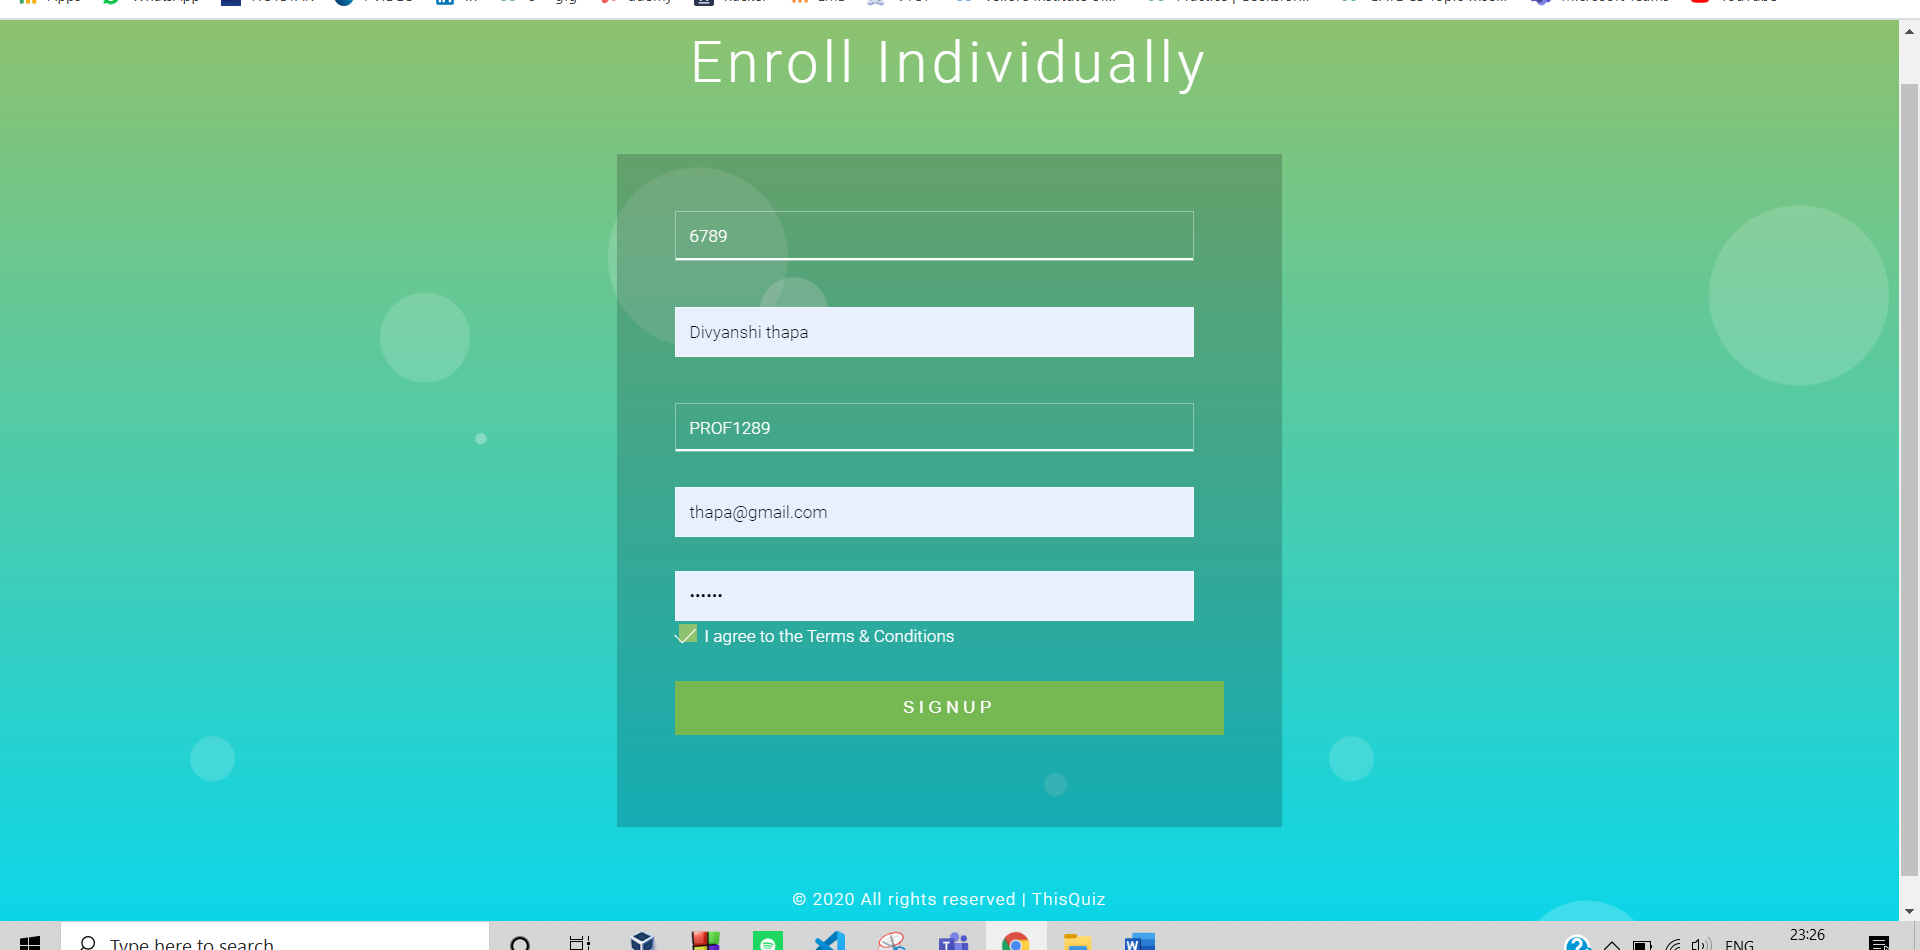 Enroll Individually
6789
Divyanshi thapa
PROF1289
thapa@gmail.com
••••••
I agree to the Terms & Conditions
SIGNUP
© 2020 All rights reserved | ThisQuiz
Type here to search
ENG
23:26